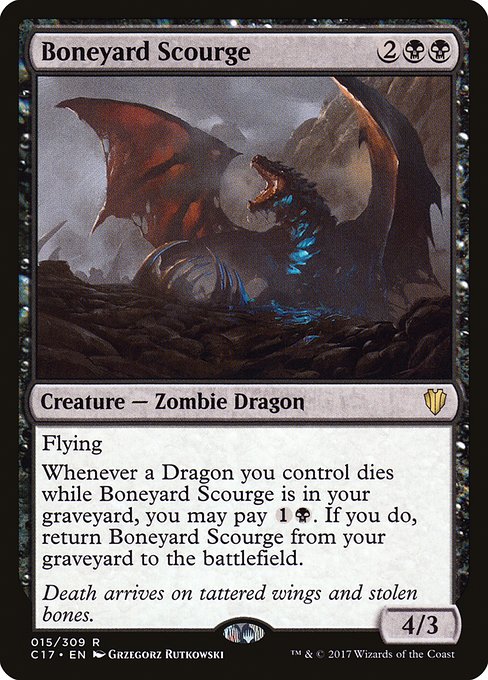 Boneyard Scourge 2
Creature — Zombie Dragon
Flying
Whenever a Dragon you control dies
while Boneyard Scourge is in your
graveyard, you may pay 1. If you do,
return Boneyard Scourge from your
graveyard to the battlefield.
Death arrives on tattered wings and stolen
bones.
4/3
015/309 R
C17 • EN Grzegorz Rutkowski ™ & © 2017 Wizards of the Coast